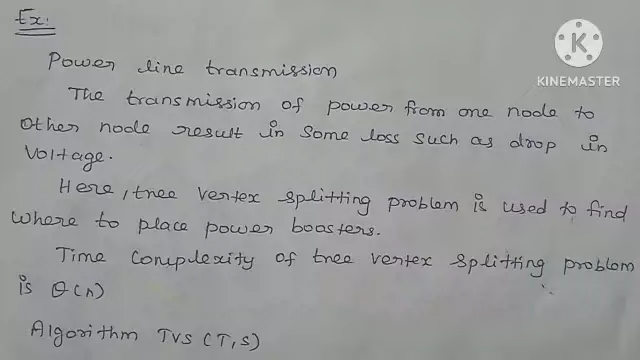 Ex:
K
KINEMASTER
Power line transmission
The transmission of power from one node to
other node result in some loss such as drop in
voltage.
Here, tree vertex splitting problem is used to find
where to place power boosters.
Time complexity of tree vertex splitting problem
is θ(n)
Algorithm TVS (T,S)